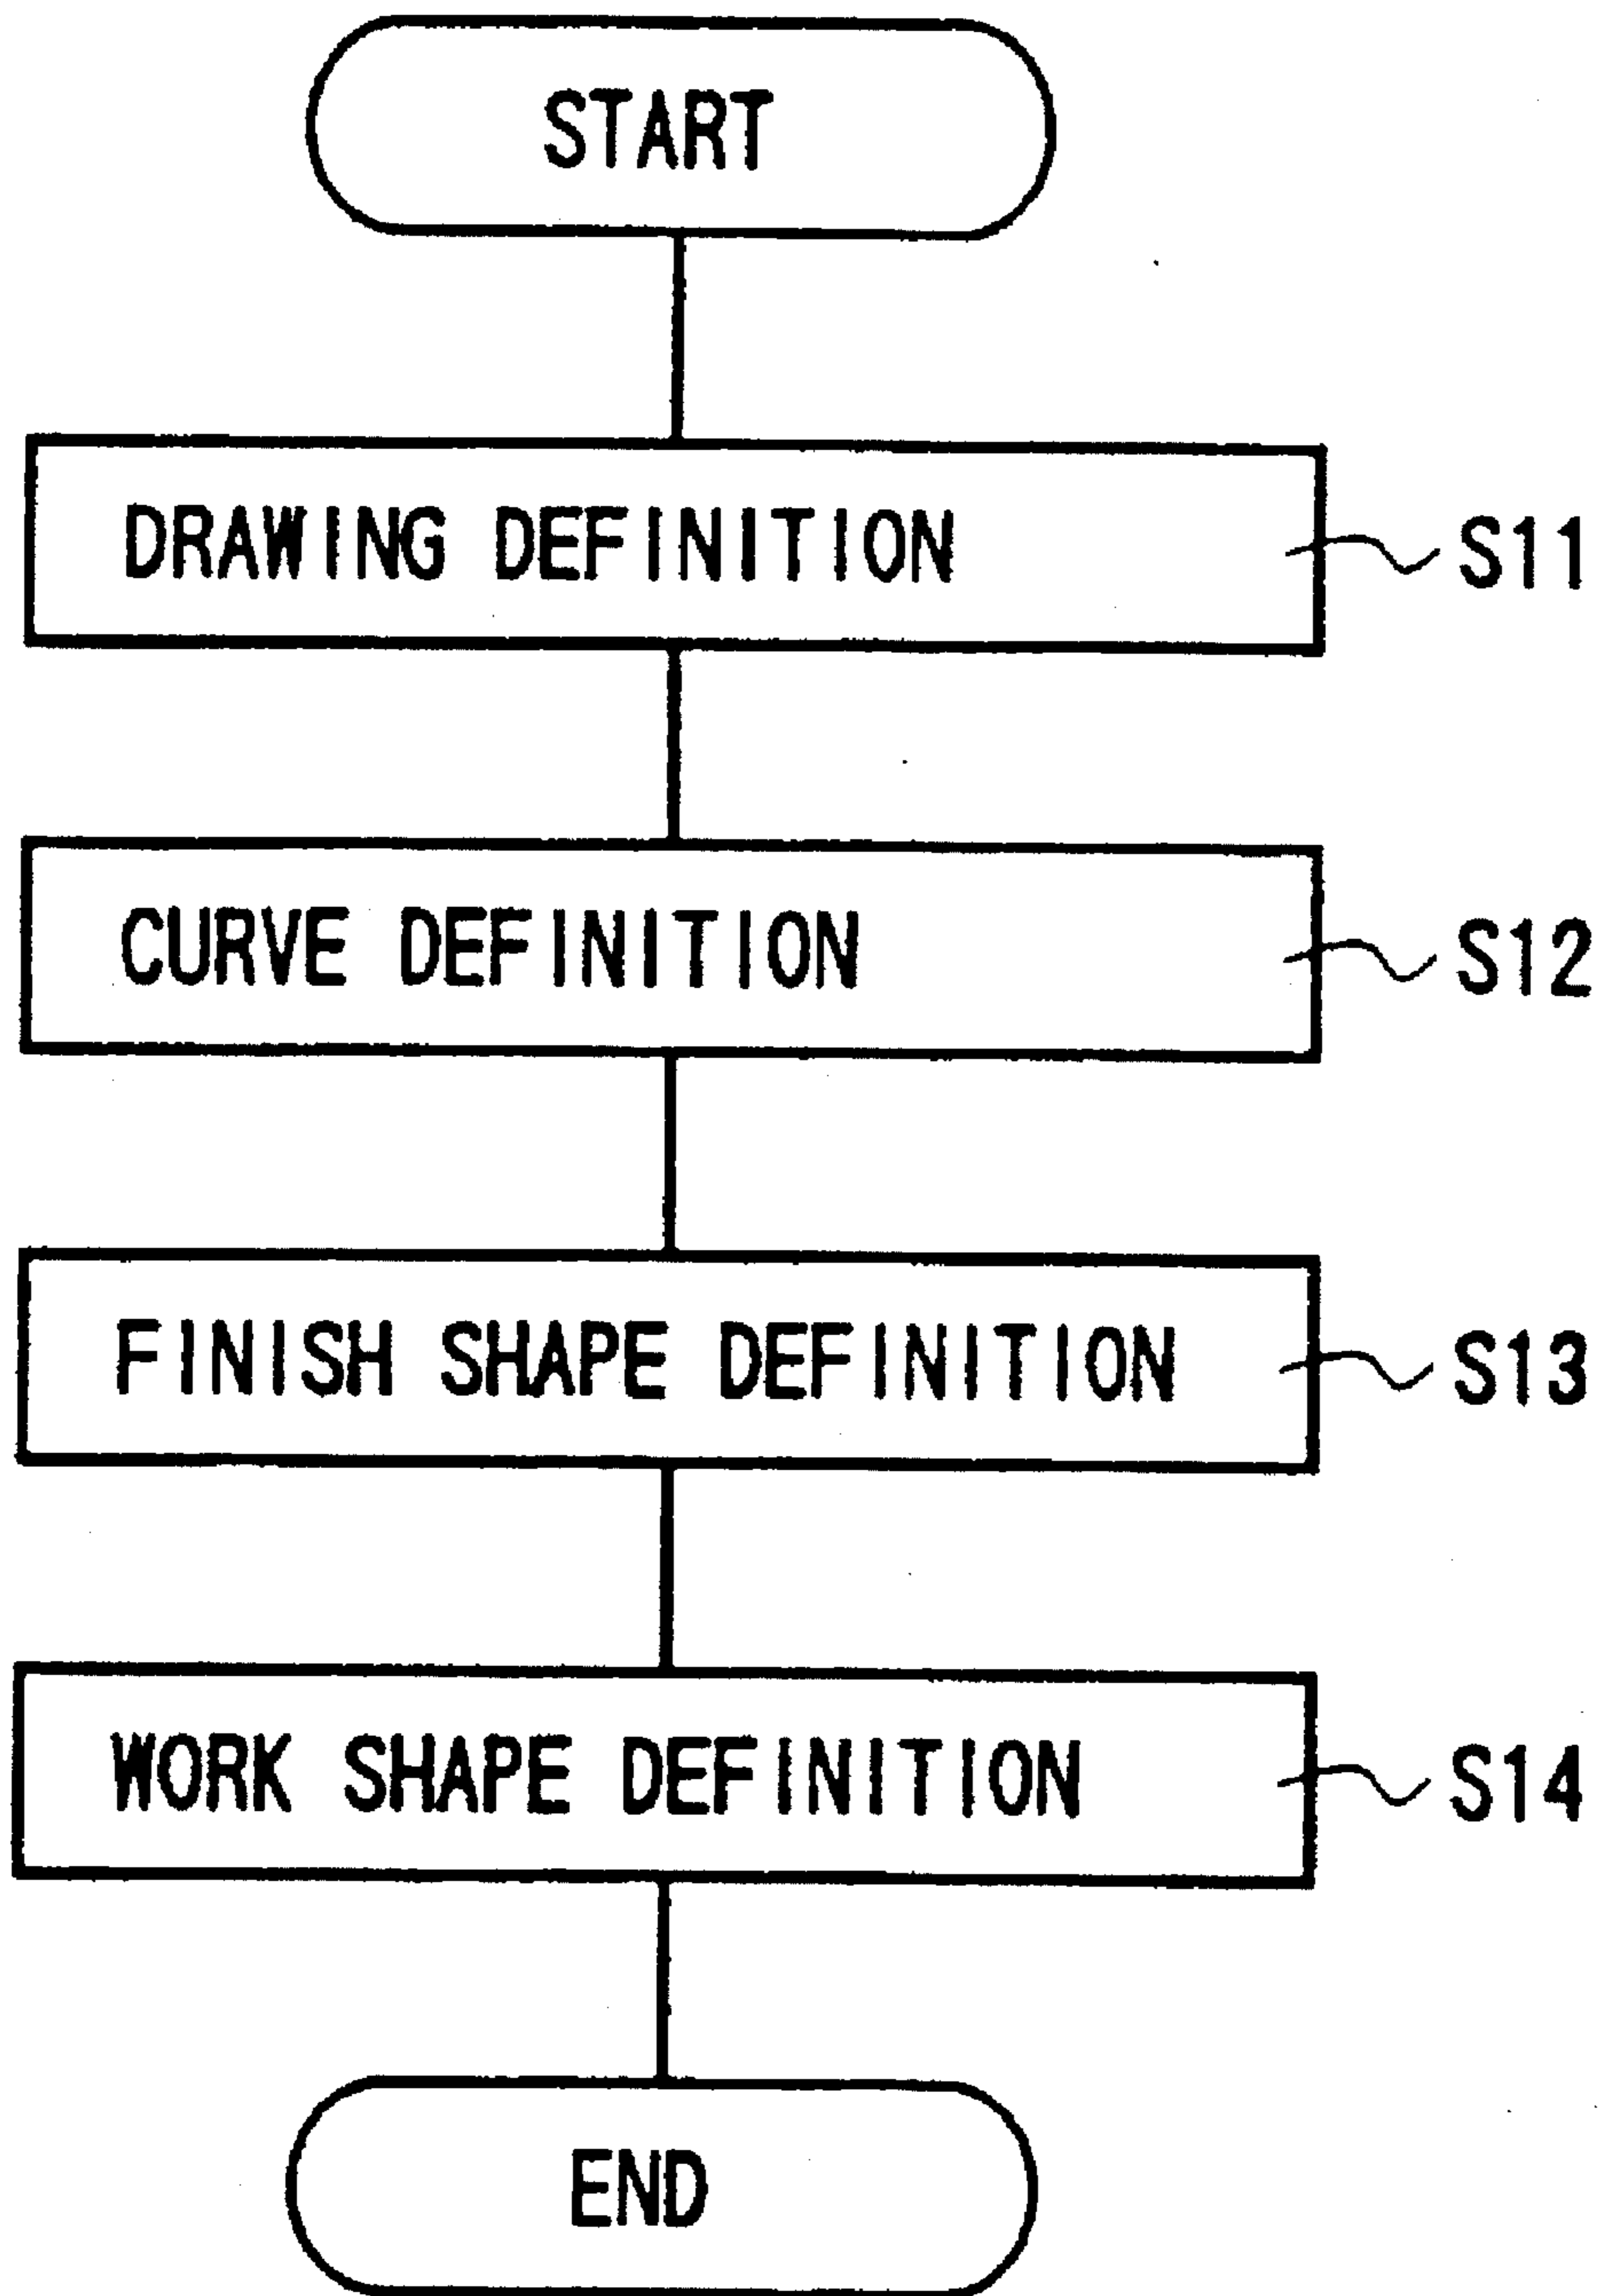 START
DRAWING DEFINITION S11
CURVE DEFINITION S12
FINISH SHAPE DEFINITION S13
WORK SHAPE DEFINITION S14
END